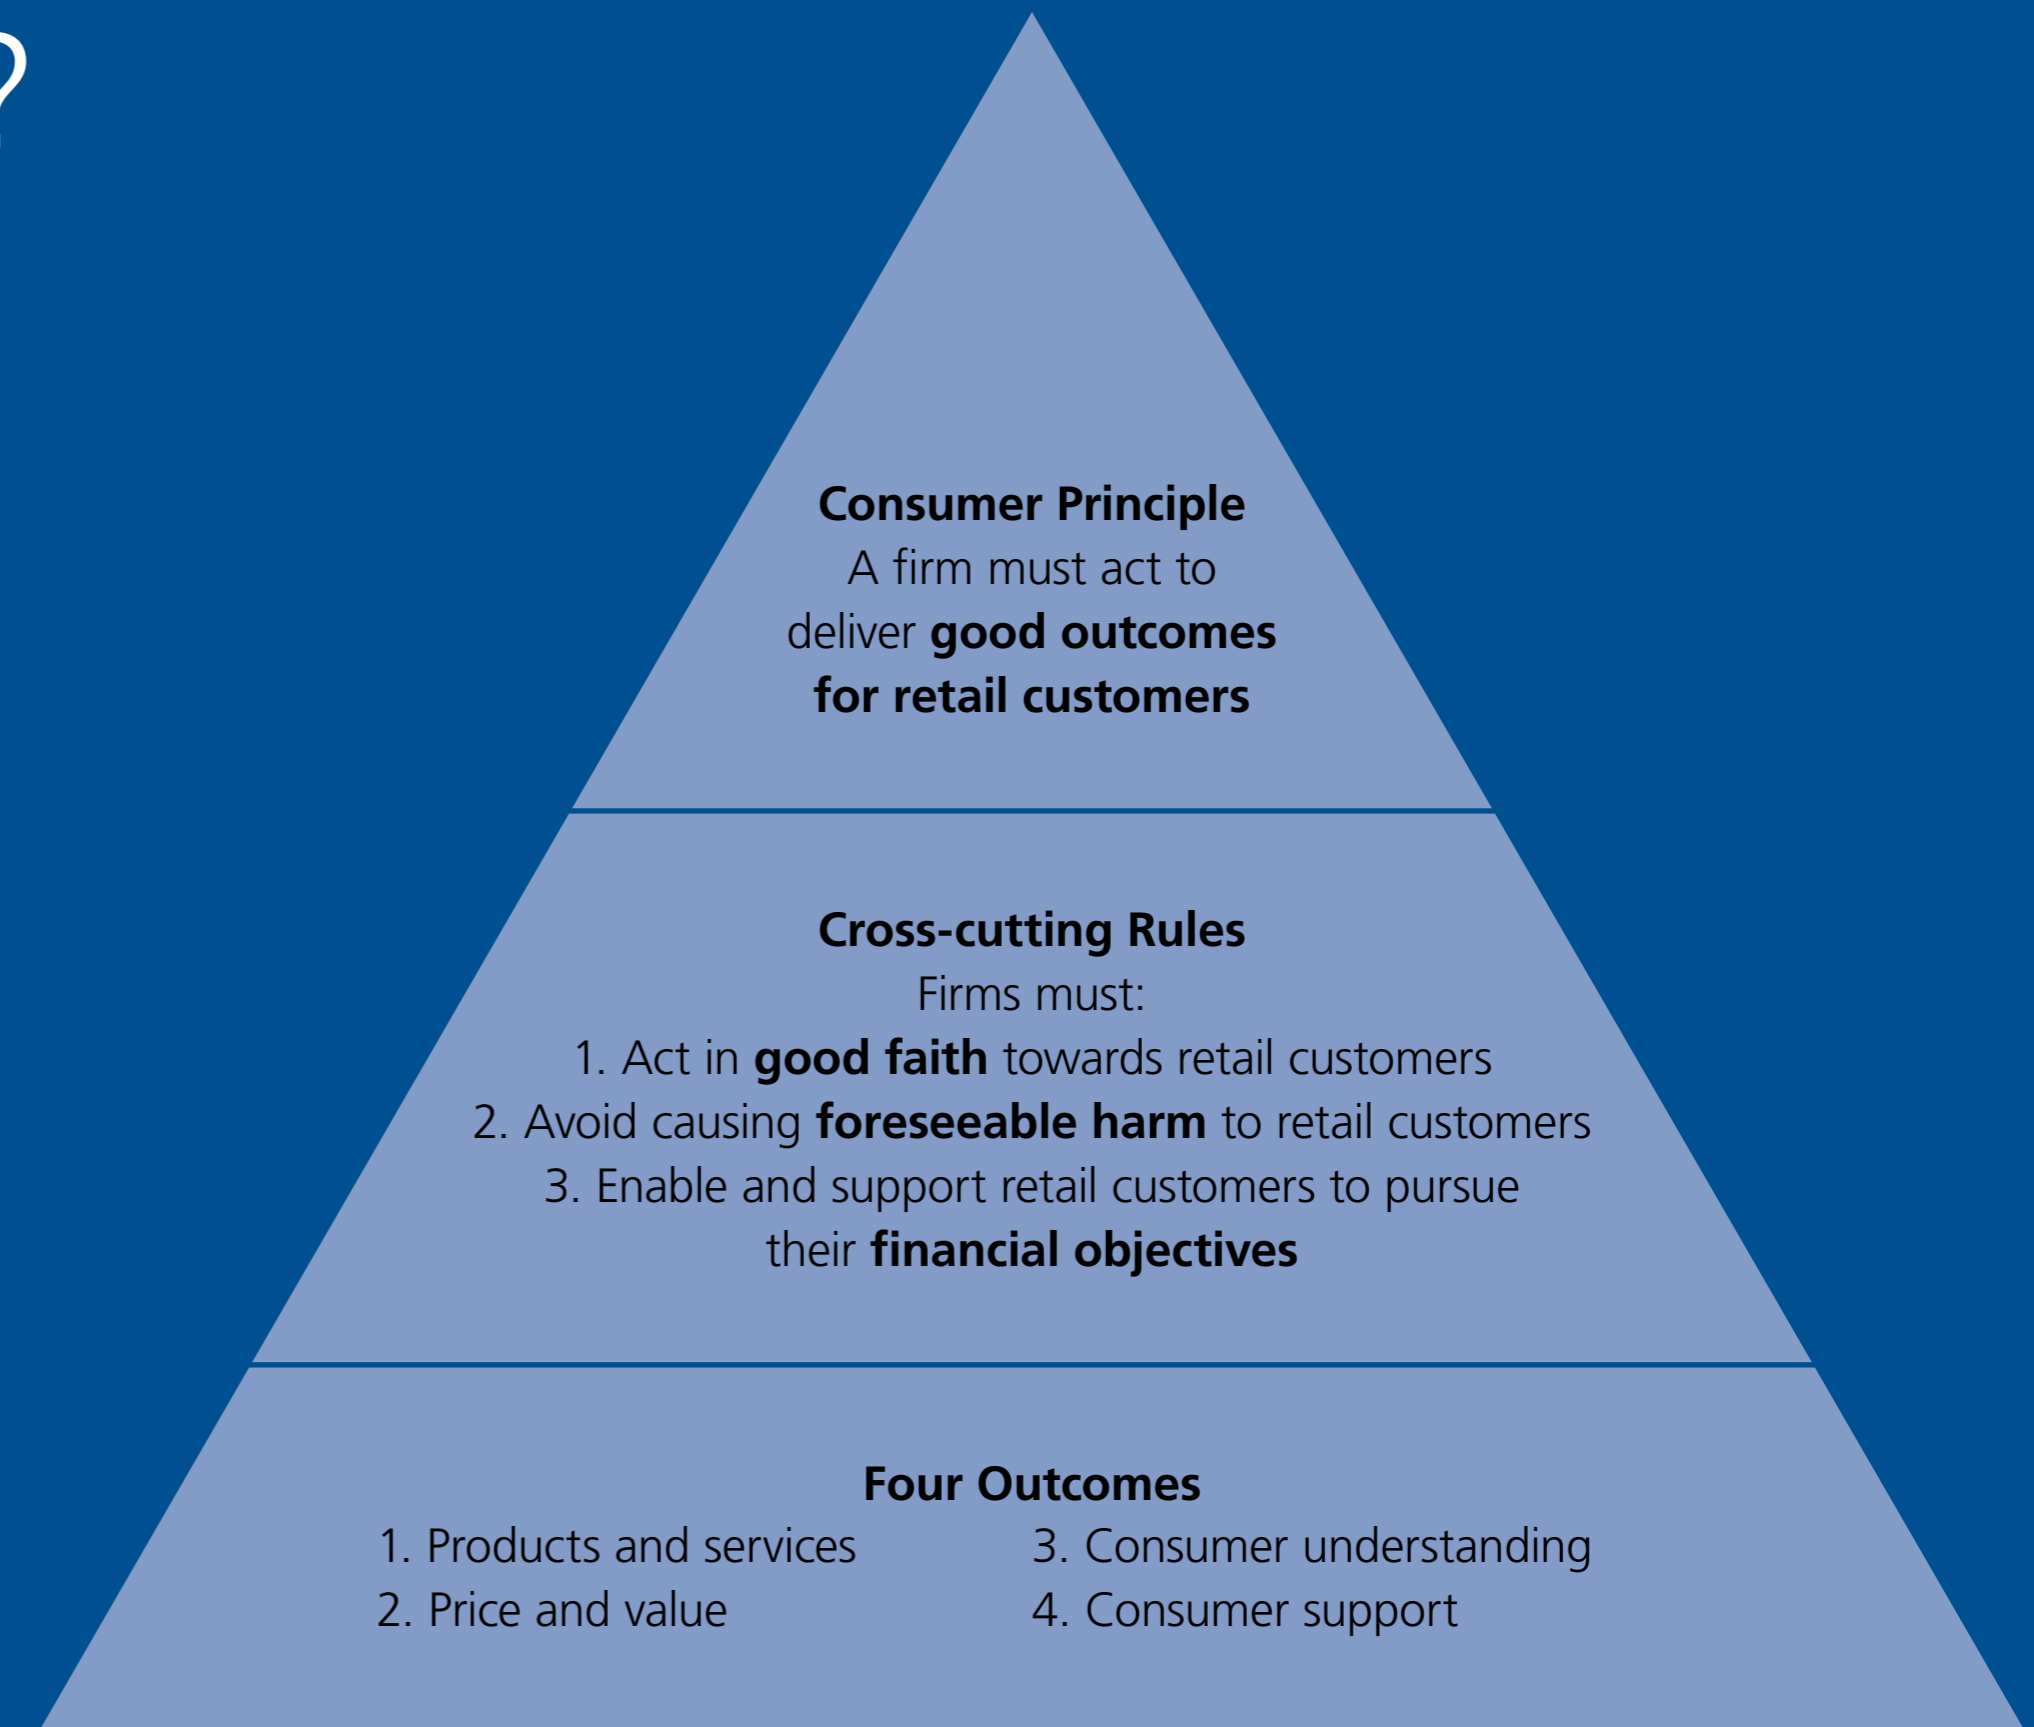 ?
Consumer Principle
A firm must act to
deliver good outcomes
for retail customers
Cross-cutting Rules
Firms must:
1. Act in good faith towards retail customers
2. Avoid causing foreseeable harm to retail customers
3. Enable and support retail customers to pursue
their financial objectives
Four Outcomes
1. Products and services
2. Price and value
3. Consumer understanding
4. Consumer support